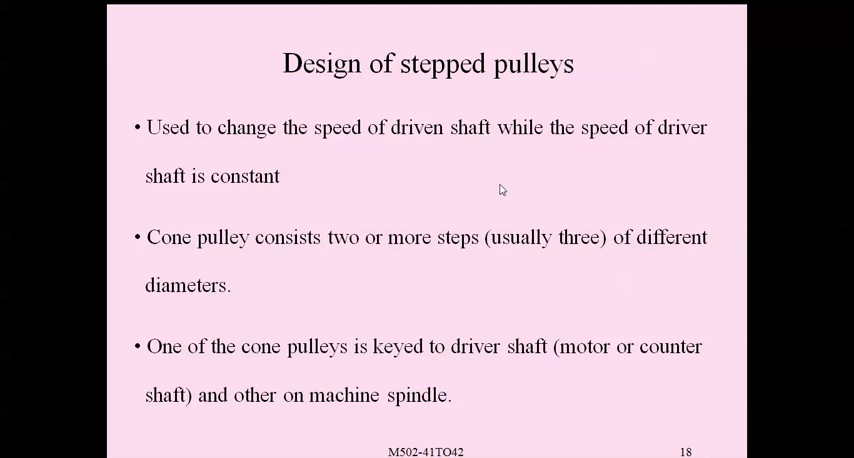 Design of stepped pulleys
• Used to change the speed of driven shaft while the speed of driver
shaft is constant
• Cone pulley consists two or more steps (usually three) of different
diameters.
• One of the cone pulleys is keyed to driver shaft (motor or counter
shaft) and other on machine spindle.
M502-41TO42 18